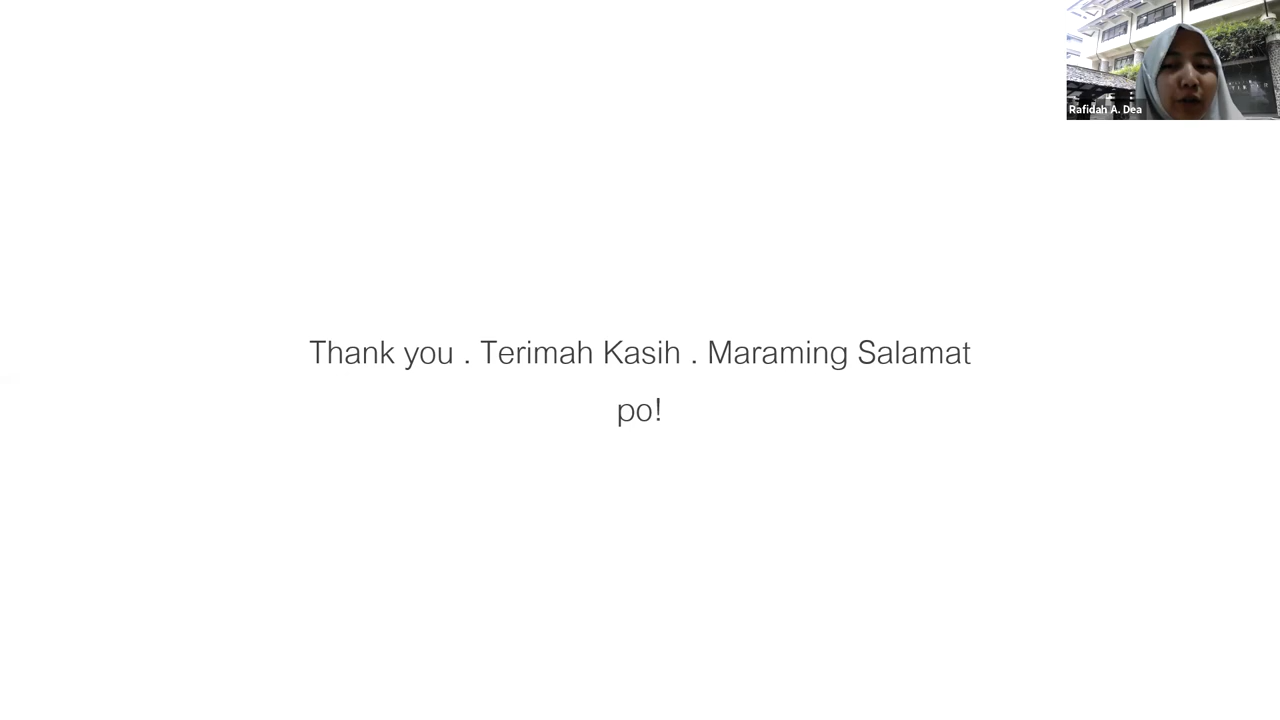 Rafidah A. Dea
Thank you . Terimah Kasih . Maraming Salamat
po!